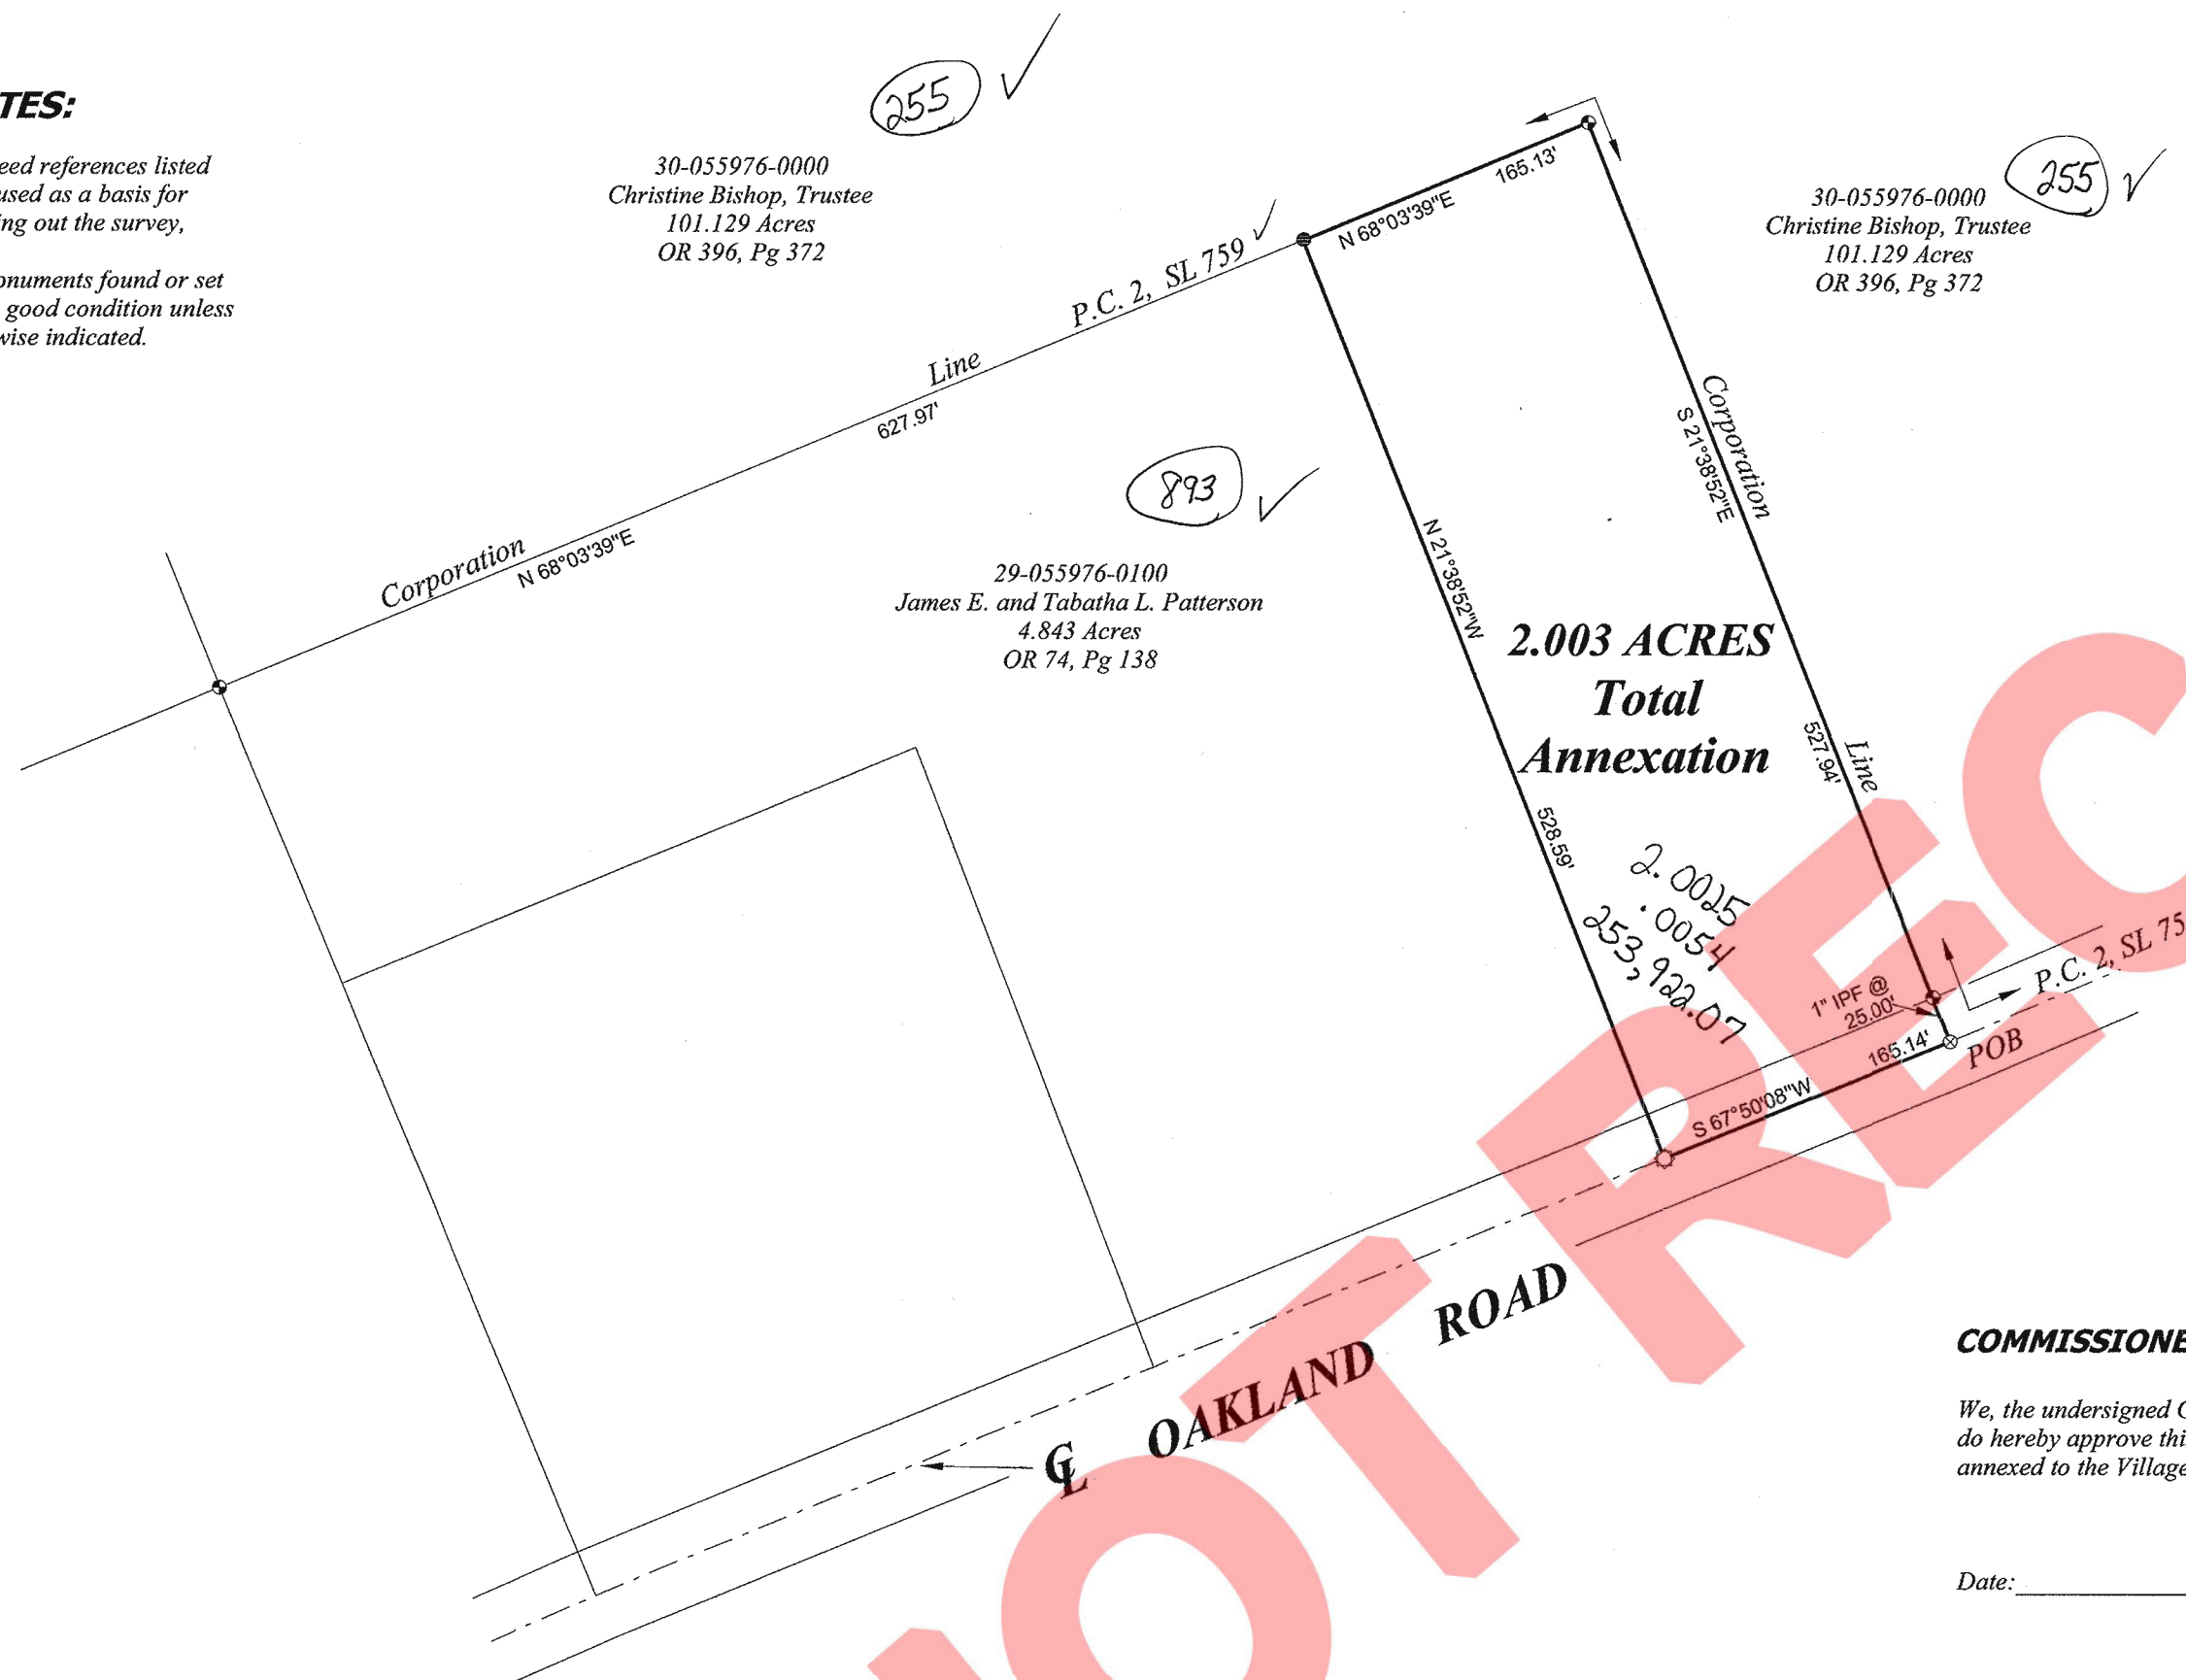 TES:
eed references listed
used as a basis for
ng out the survey,
onuments found or set
good condition unless
wise indicated.
255 ✓
30-055976-0000
Christine Bishop, Trustee
101.129 Acres
OR 396, Pg 372
255 ✓
30-055976-0000
Christine Bishop, Trustee
101.129 Acres
OR 396, Pg 372
N 68°03'39"E 165.13'
P.C. 2, SL 759 ✓
Corporation Line
N 68°03'39"E 627.97'
893 ✓
29-055976-0100
James E. and Tabatha L. Patterson
4.843 Acres
OR 74, Pg 138
N 21°38'52"W 528.59'
Corporation Line
S 21°38'52"E 527.94'
2.003 ACRES
Total
Annexation
2.0025
.0054
253,922.07
1" IPF @
25.00'
P.C. 2, SL 75
POB
S 67°50'08"W 165.14'
℄ OAKLAND ROAD
COMMISSIONE
We, the undersigned C
do hereby approve thi
annexed to the Village
Date:
OT REC